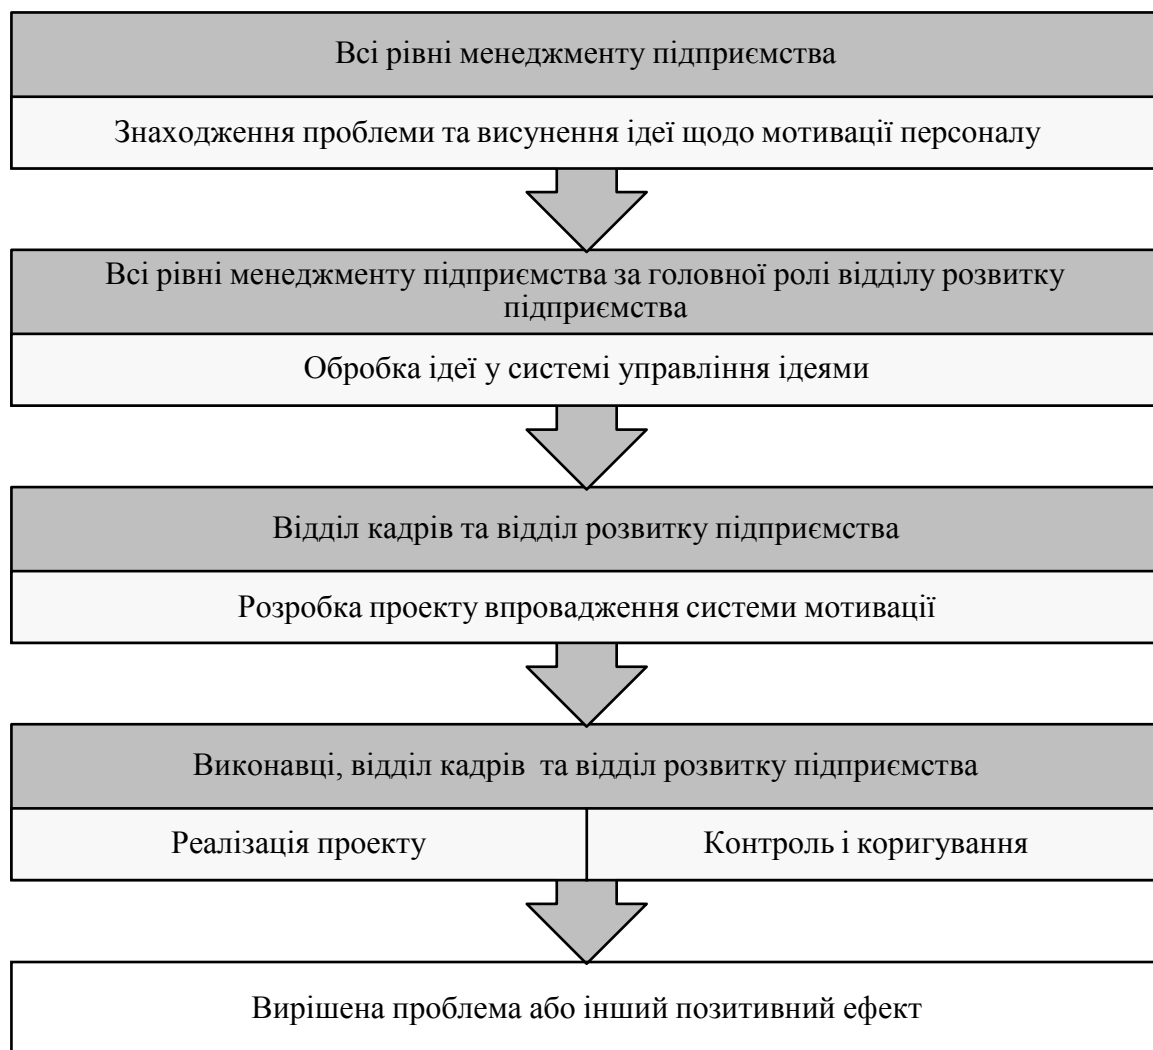 Всі рівні менеджменту підприємства
Знаходження проблеми та висунення ідеї щодо мотивації персоналу
Всі рівні менеджменту підприємства за головної ролі відділу розвитку
підприємства
Обробка ідеї у системі управління ідеями
Відділ кадрів та відділ розвитку підприємства
Розробка проекту впровадження системи мотивації
Виконавці, відділ кадрів  та відділ розвитку підприємства
Реалізація проекту
Контроль і коригування
Вирішена проблема або інший позитивний ефект